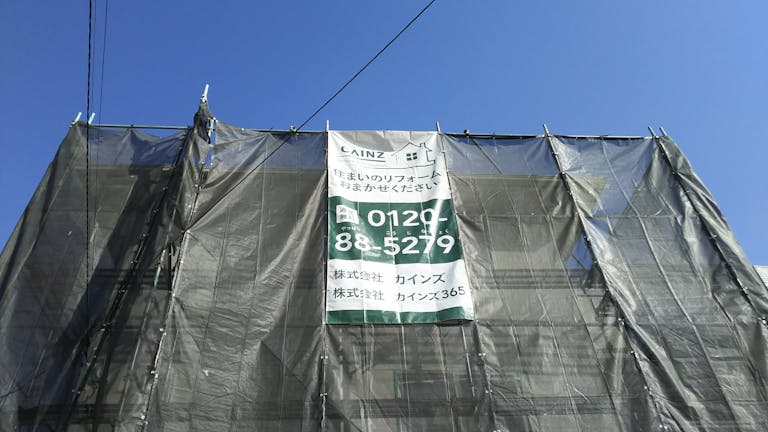 CAINZ
住まいのリフォーム
おまかせください
0120-
88-5279
株式会社 カインズ
株式会社 カインズ365